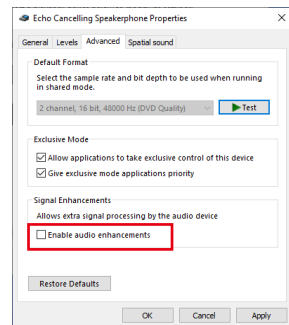 Echo Cancelling Speakerphone Properties
General Levels Advanced Spatial sound
Default Format
Select the sample rate and bit depth to be used when running
in shared mode.
2 channel, 16 bit, 48000 Hz (DVD Quality)
Test
Exclusive Mode
Allow applications to take exclusive control of this device
Give exclusive mode applications priority
Signal Enhancements
Allows extra signal processing by the audio device
Enable audio enhancements
Restore Defaults
OK Cancel Apply